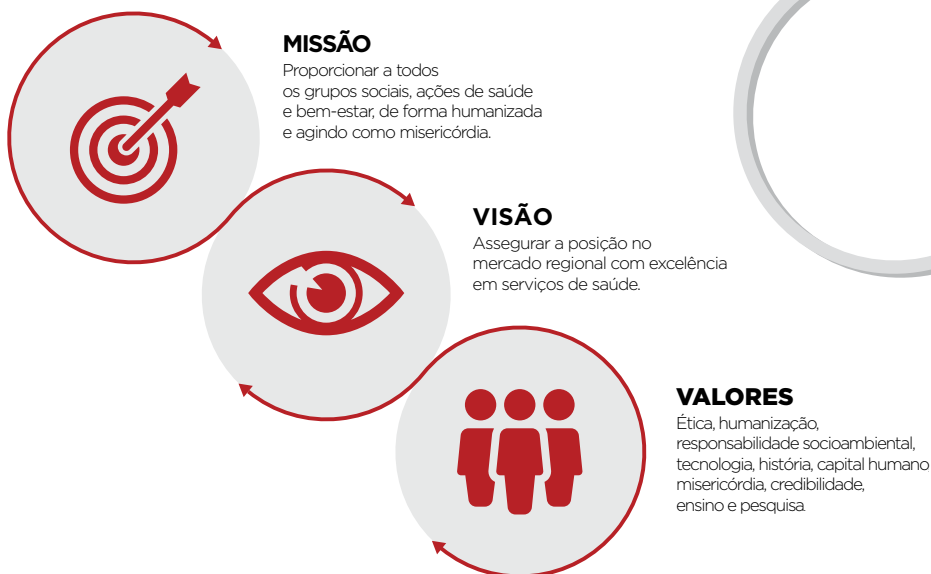 MISSÃO
Proporcionar a todos
os grupos sociais, ações de saúde
e bem-estar, de forma humanizada
e agindo como misericórdia.
VISÃO
Assegurar a posição no
mercado regional com excelência
em serviços de saúde.
VALORES
Ética, humanização,
responsabilidade socioambiental,
tecnologia, história, capital humano
misericórdia, credibilidade,
ensino e pesquisa.